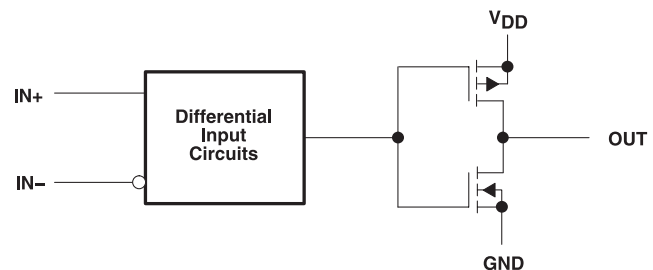 VDD
IN+
Differential
Input
Circuits
OUT
IN–
GND